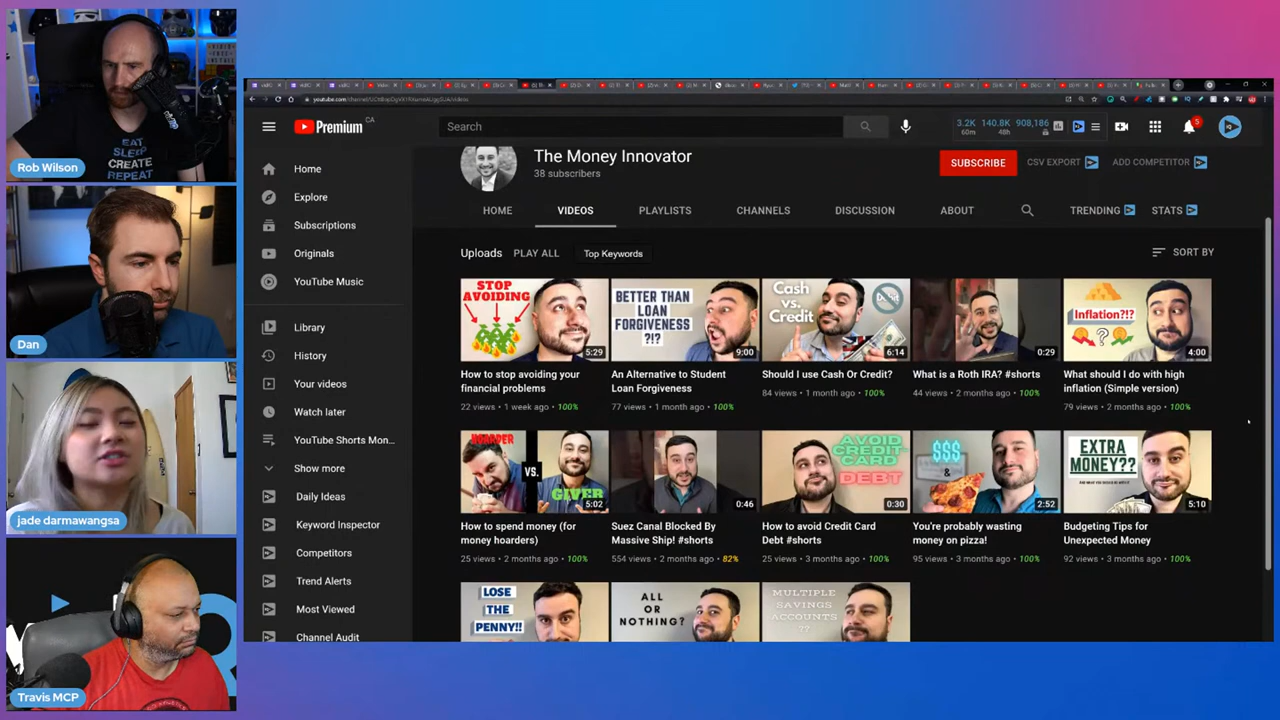 EAT
SLEEP
CREATE
REPEAT
Rob Wilson
Dan
jade darmawangsa
Travis MCP
Premium
CA
Search
3.2K 140.8K 908,186
60m 48h
5
Home
Explore
Subscriptions
Originals
YouTube Music
Library
History
Your videos
Watch later
YouTube Shorts Mon...
Show more
Daily Ideas
Keyword Inspector
Competitors
Trend Alerts
Most Viewed
Channel Audit
The Money Innovator
38 subscribers
SUBSCRIBE
CSV EXPORT
ADD COMPETITOR
HOME
VIDEOS
PLAYLISTS
CHANNELS
DISCUSSION
ABOUT
TRENDING
STATS
Uploads
PLAY ALL
Top Keywords
SORT BY
STOP
AVOIDING
5:29
How to stop avoiding your
financial problems
22 views • 1 week ago • 100%
BETTER THAN
LOAN
FORGIVENESS
?!?
9:00
An Alternative to Student
Loan Forgiveness
77 views • 1 month ago • 100%
Cash
vs.
Credit
Debit
6:14
Should I use Cash Or Credit?
84 views • 1 month ago • 100%
0:29
What is a Roth IRA? #shorts
44 views • 2 months ago • 100%
Inflation?!?
?
4:00
What should I do with high
inflation (Simple version)
79 views • 2 months ago • 100%
HOARDER
VS.
GIVER
5:02
How to spend money (for
money hoarders)
25 views • 2 months ago • 100%
0:46
Suez Canal Blocked By
Massive Ship! #shorts
554 views • 2 months ago • 82%
AVOID
CREDIT
CARD
DEBT
0:30
How to avoid Credit Card
Debt #shorts
25 views • 3 months ago • 100%
$$$
&
2:52
You're probably wasting
money on pizza!
95 views • 3 months ago • 100%
EXTRA
MONEY??
5:10
Budgeting Tips for
Unexpected Money
92 views • 3 months ago • 100%
LOSE
THE
PENNY!!
ALL
OR
NOTHING?
MULTIPLE
SAVINGS
ACCOUNTS
??